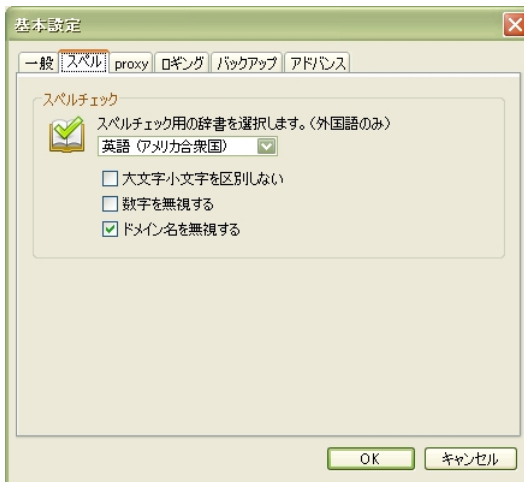 基本設定
一般 スペル proxy ロギング バックアップ アドバンス
スペルチェック
スペルチェック用の辞書を選択します。(外国語のみ)
英語 (アメリカ合衆国)
大文字小文字を区別しない
数字を無視する
ドメイン名を無視する
OK キャンセル